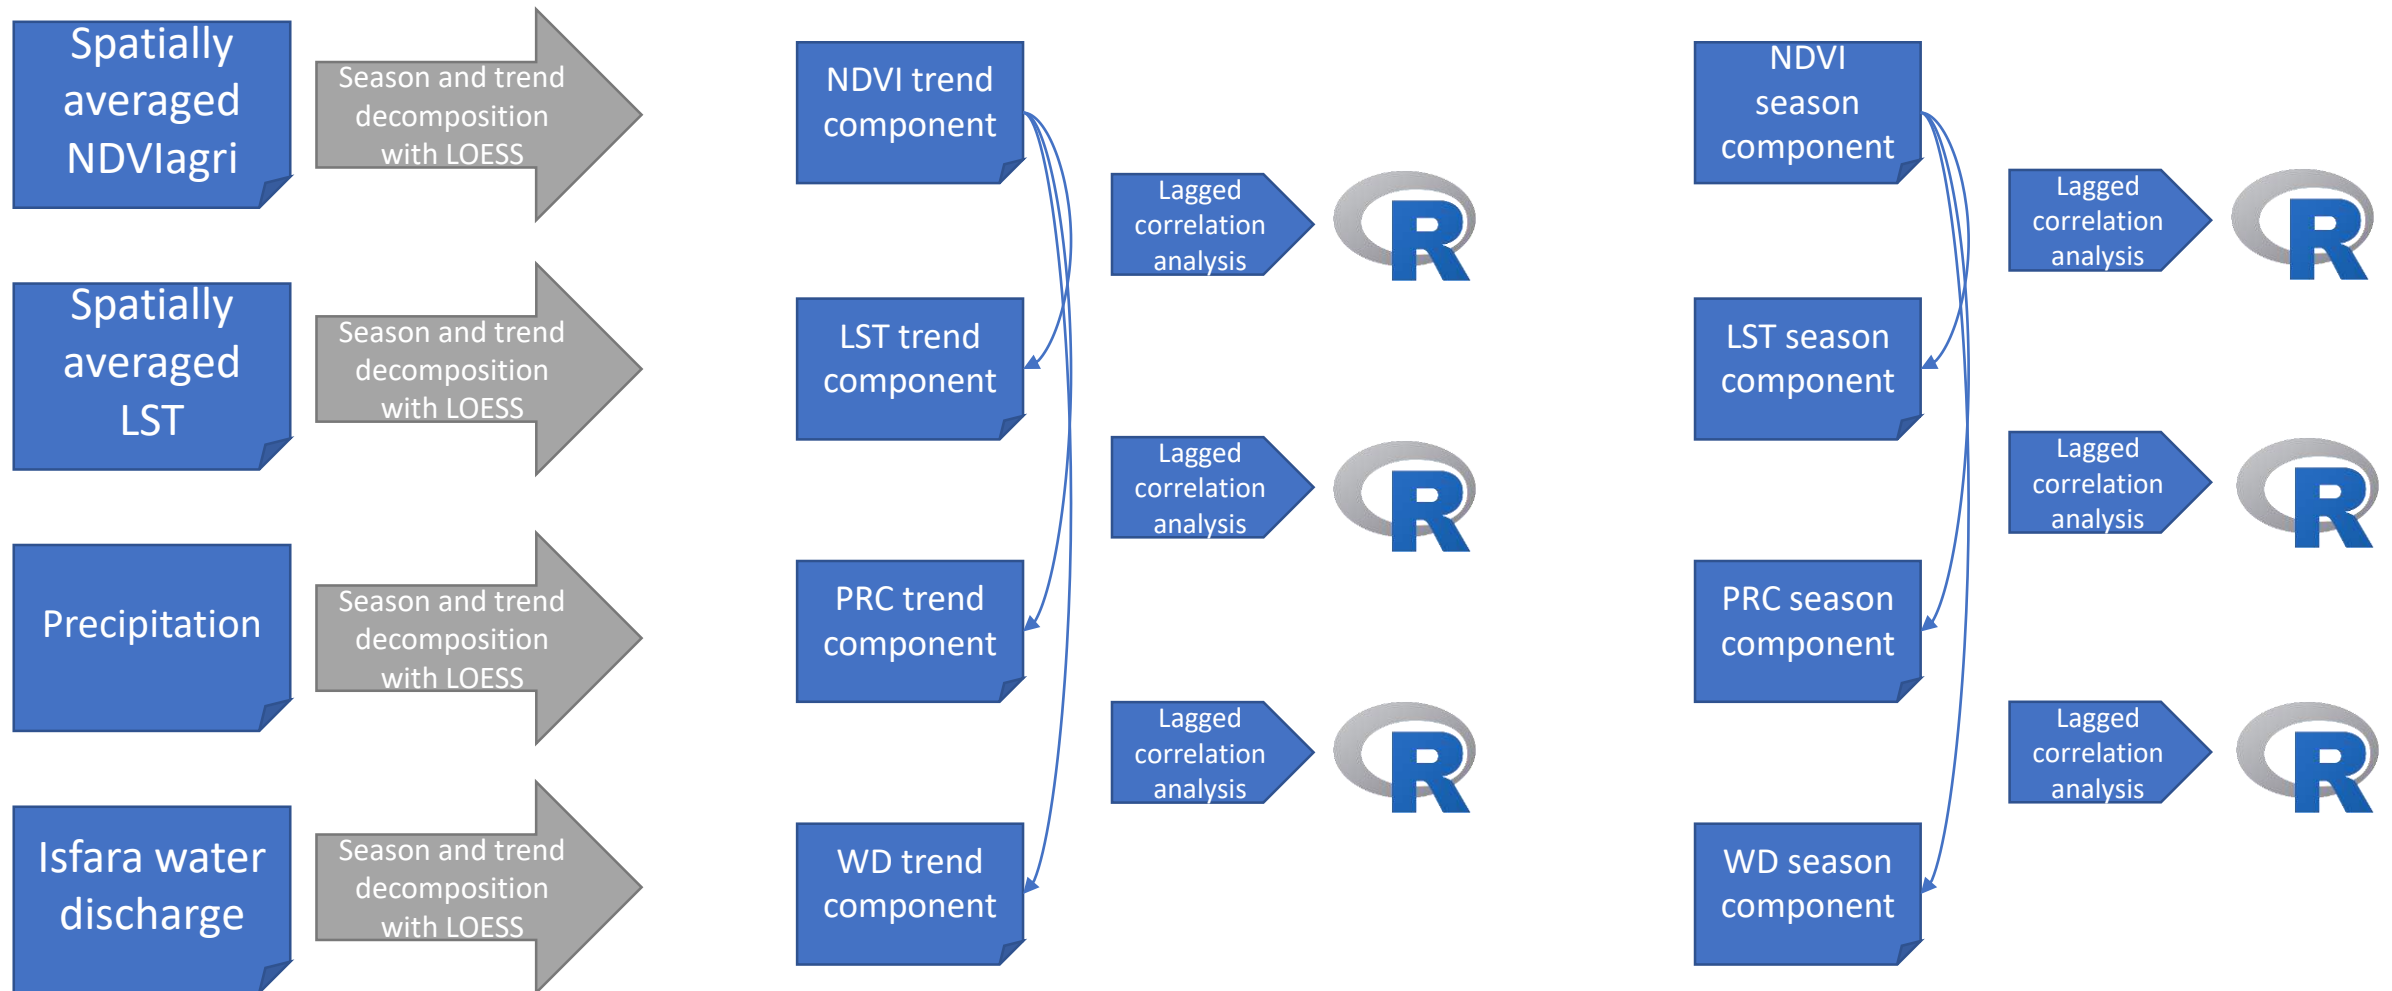 Spatially
averaged
NDVIagri
Season and trend
decomposition
with LOESS
NDVI trend
component
NDVI
season
component
Lagged
correlation
analysis
R
Lagged
correlation
analysis
R
Spatially
averaged
LST
Season and trend
decomposition
with LOESS
LST trend
component
LST season
component
Lagged
correlation
analysis
R
Lagged
correlation
analysis
R
Precipitation
Season and trend
decomposition
with LOESS
PRC trend
component
PRC season
component
Lagged
correlation
analysis
R
Lagged
correlation
analysis
R
Isfara water
discharge
Season and trend
decomposition
with LOESS
WD trend
component
WD season
component